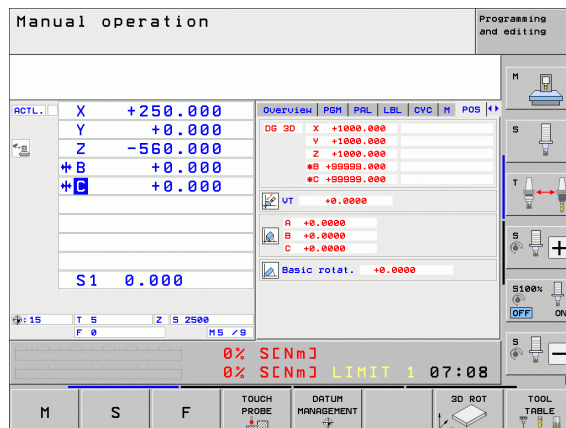 Manual operation
Programming
and editing
ACTL.
X +250.000
Y +0.000
Z -560.000
B +0.000
C +0.000
S1 0.000
:15 T 5 Z S 2500
F 0 M5 /9
Overview PGM PAL LBL CYC M POS
DG 3D X +1000.000
Y +1000.000
Z +1000.000
*B +99999.000
*C +99999.000
VT +0.0000
A +0.0000
B +0.0000
C +0.0000
Basic rotat. +0.0000
0% S[Nm]
0% S[Nm] LIMIT 1 07:08
M
S
T
S
+
S100%
OFF ON
S
-
M
S
F
TOUCH
PROBE
DATUM
MANAGEMENT
3D ROT
TOOL
TABLE